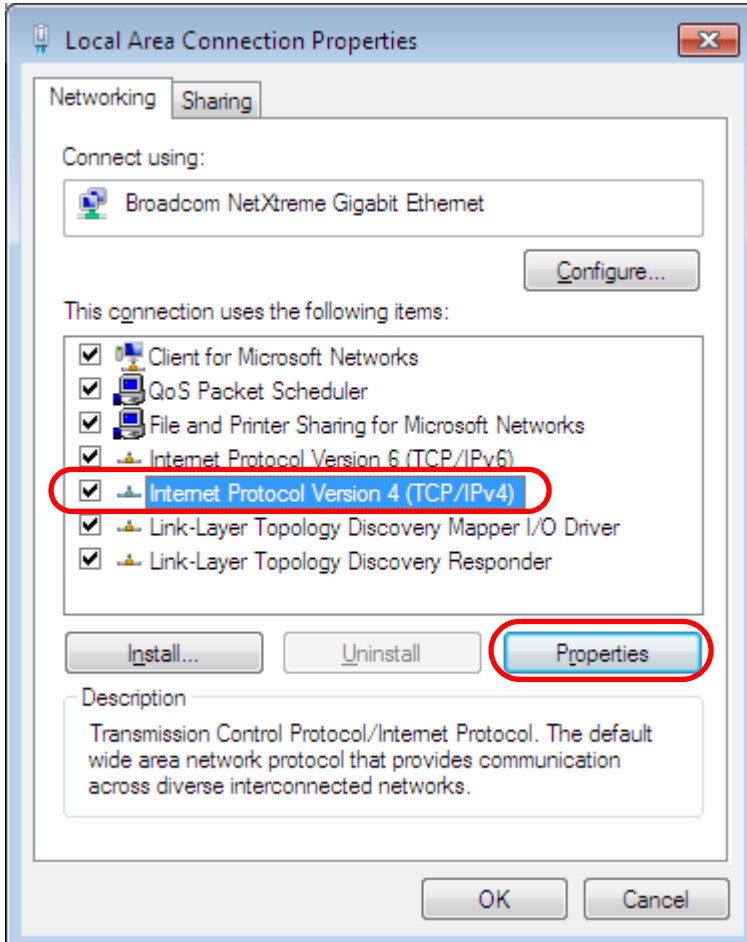 Local Area Connection Properties
Networking
Sharing
Connect using:
Broadcom NetXtreme Gigabit Ethernet
Configure...
This connection uses the following items:
Client for Microsoft Networks
QoS Packet Scheduler
File and Printer Sharing for Microsoft Networks
Internet Protocol Version 6 (TCP/IPv6)
Internet Protocol Version 4 (TCP/IPv4)
Link-Layer Topology Discovery Mapper I/O Driver
Link-Layer Topology Discovery Responder
Install...
Uninstall
Properties
Description
Transmission Control Protocol/Internet Protocol. The default
wide area network protocol that provides communication
across diverse interconnected networks.
OK
Cancel